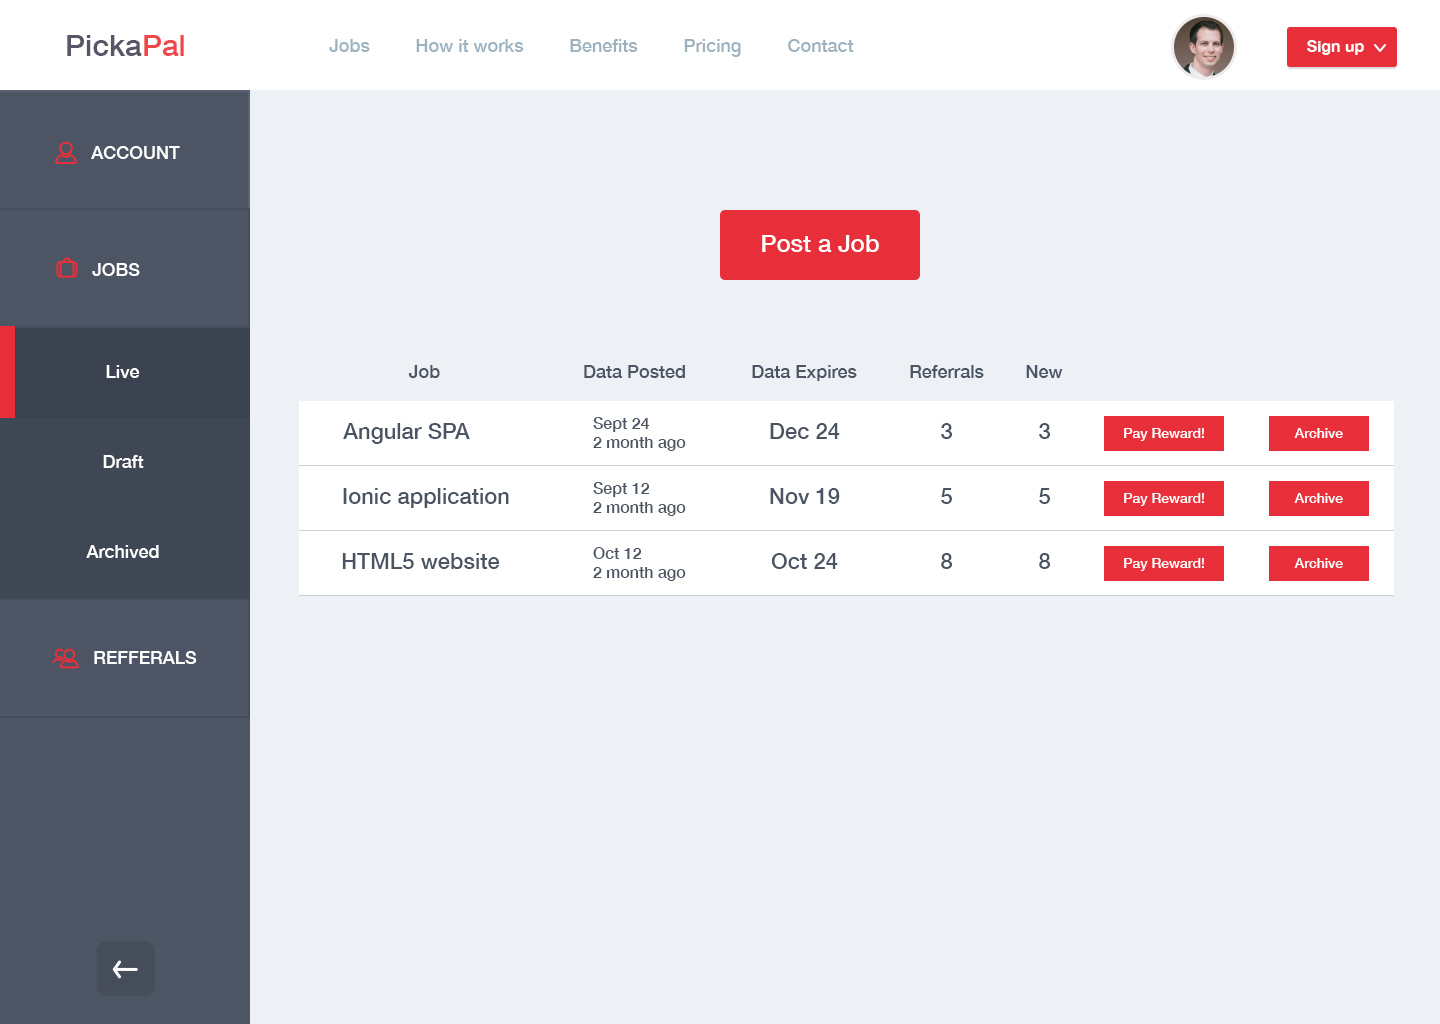 PickaPal
Jobs
How it works
Benefits
Pricing
Contact
Sign up
ACCOUNT
JOBS
Live
Draft
Archived
REFFERALS
Post a Job
Job Data Posted Data Expires Referrals New
Angular SPA Sept 24 Dec 24 3 3 Pay Reward! Archive
2 month ago
Ionic application Sept 12 Nov 19 5 5 Pay Reward! Archive
2 month ago
HTML5 website Oct 12 Oct 24 8 8 Pay Reward! Archive
2 month ago